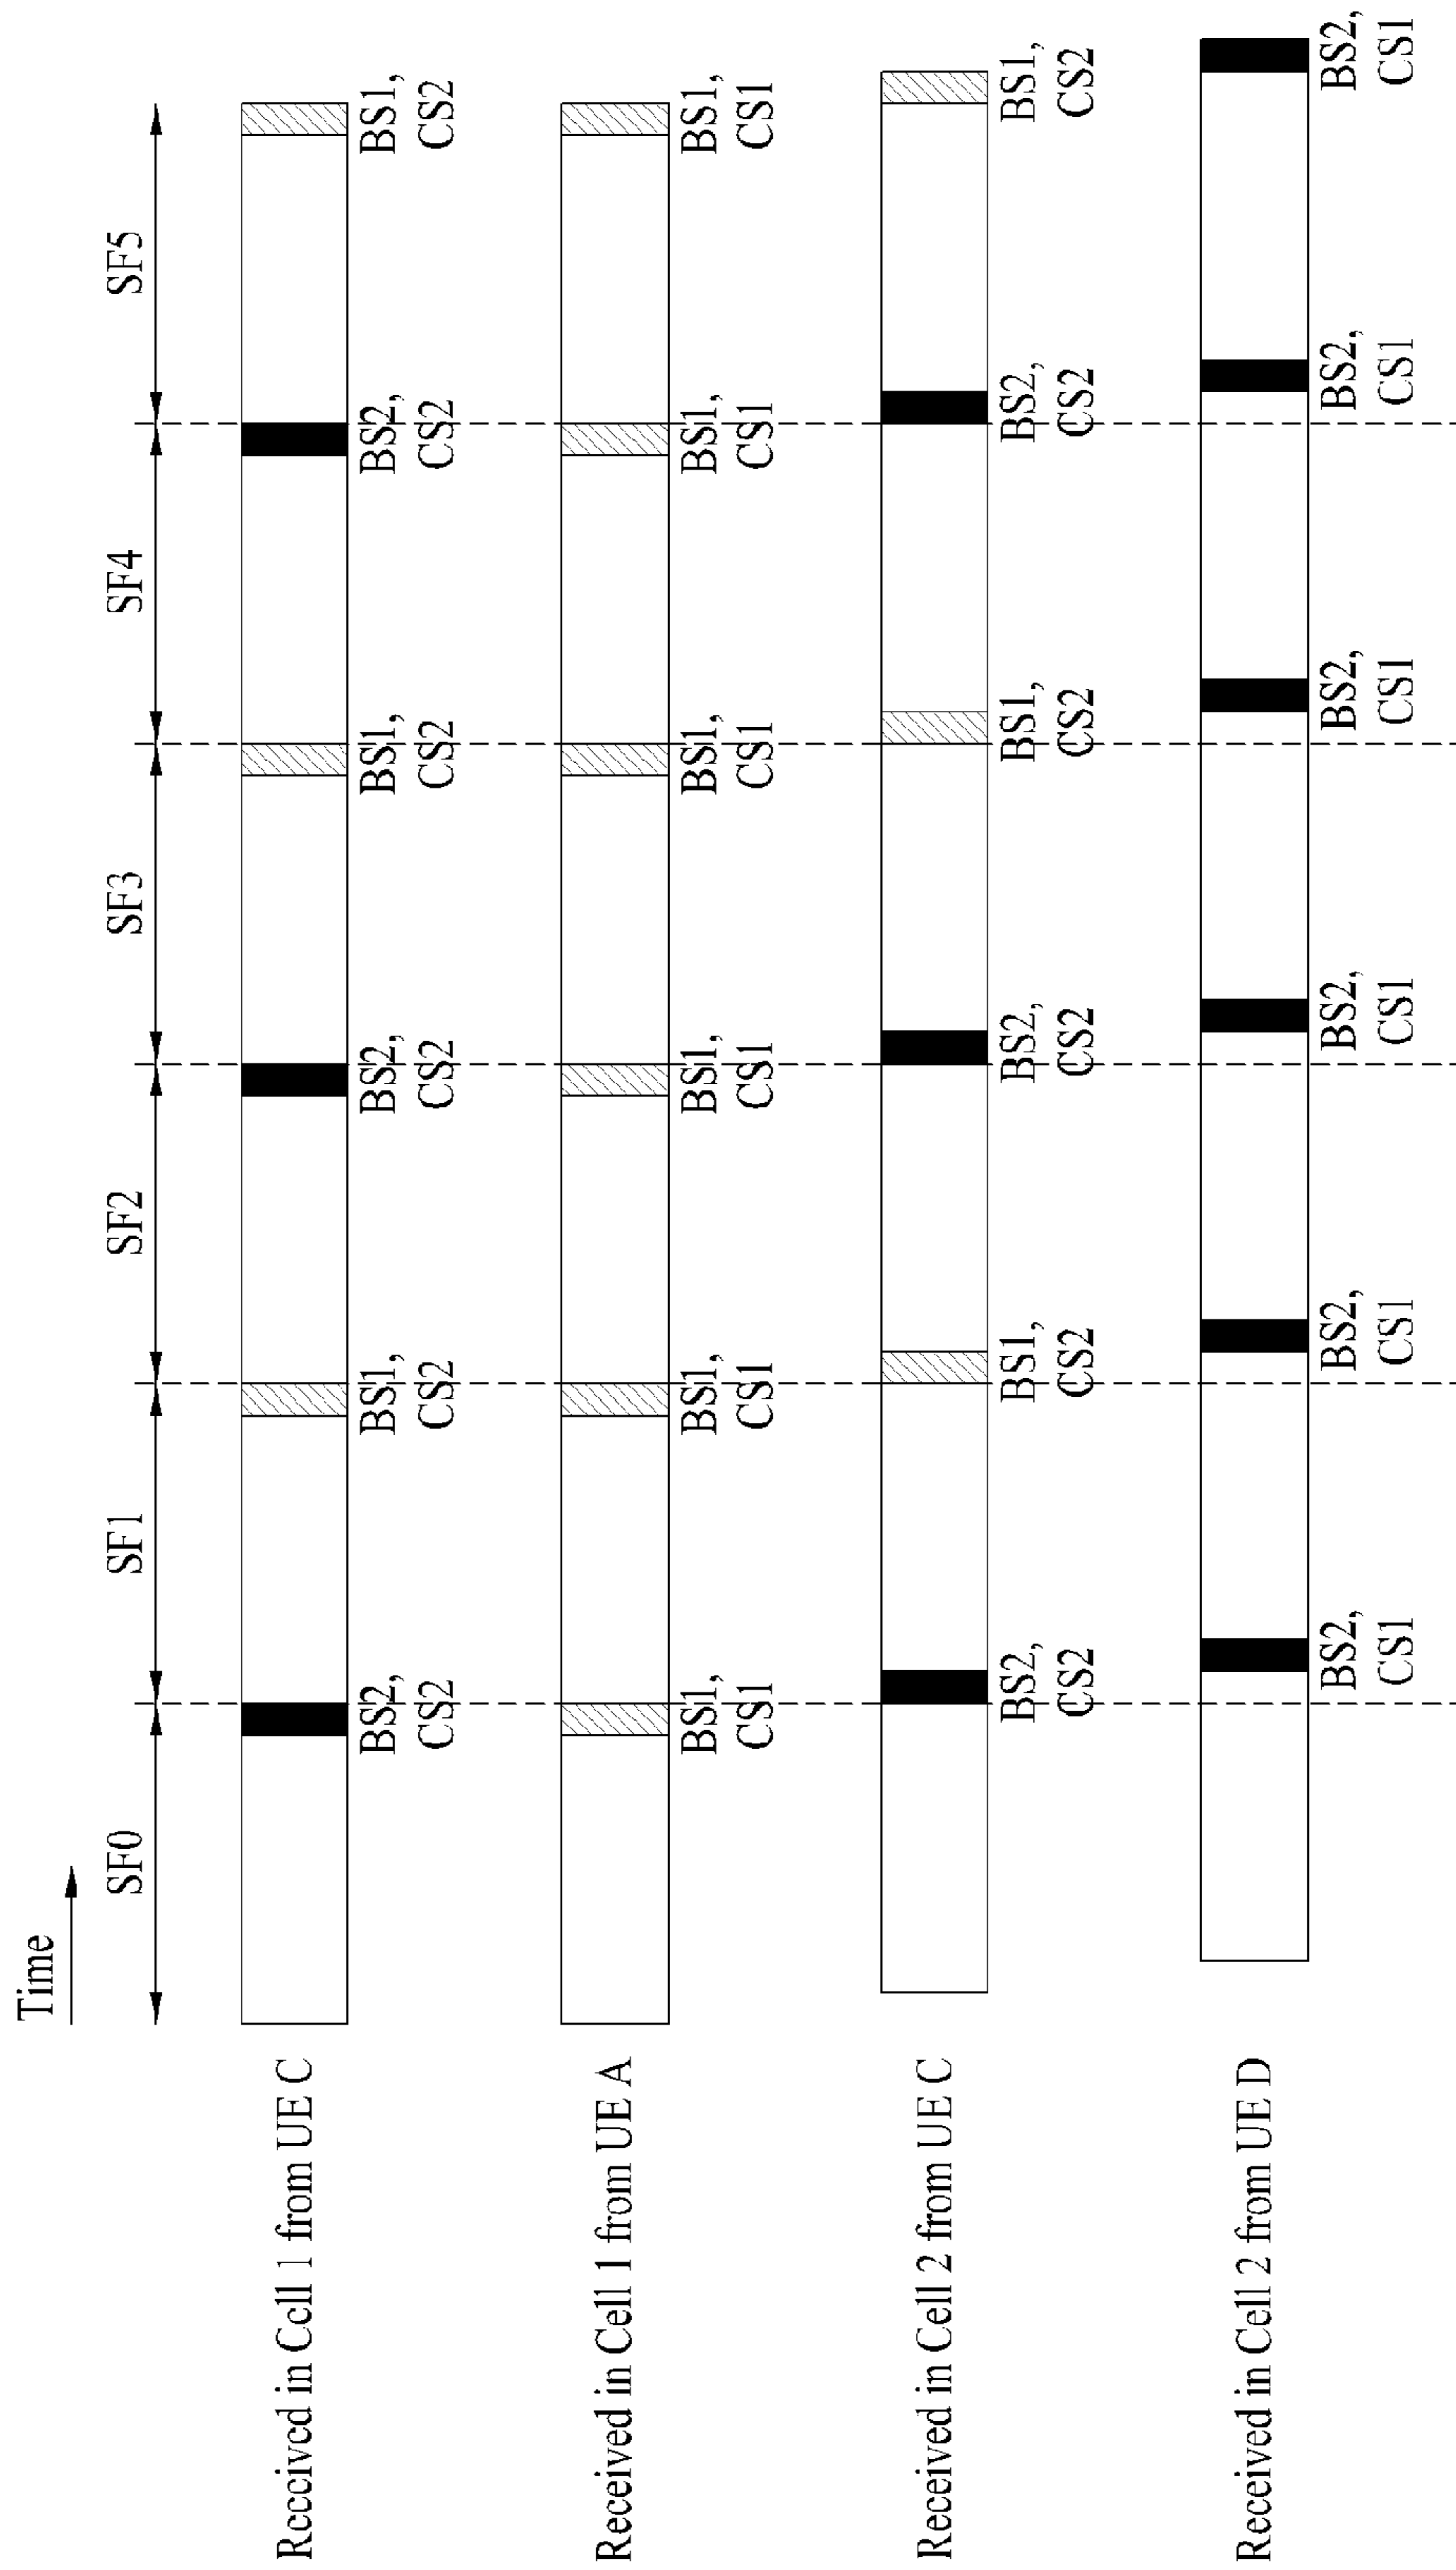 Time
SF0
SF1
SF2
SF3
SF4
SF5
Received in Cell 1 from UE C
BS2,
CS2
BS1,
CS2
BS2,
CS2
BS1,
CS2
BS2,
CS2
BS1,
CS2
Received in Cell 1 from UE A
BS1,
CS1
BS1,
CS1
BS1,
CS1
BS1,
CS1
BS1,
CS1
BS1,
CS1
Received in Cell 2 from UE C
BS2,
CS2
BS1,
CS2
BS2,
CS2
BS1,
CS2
BS2,
CS2
BS1,
CS2
Received in Cell 2 from UE D
BS2,
CS1
BS2,
CS1
BS2,
CS1
BS2,
CS1
BS2,
CS1
BS2,
CS1